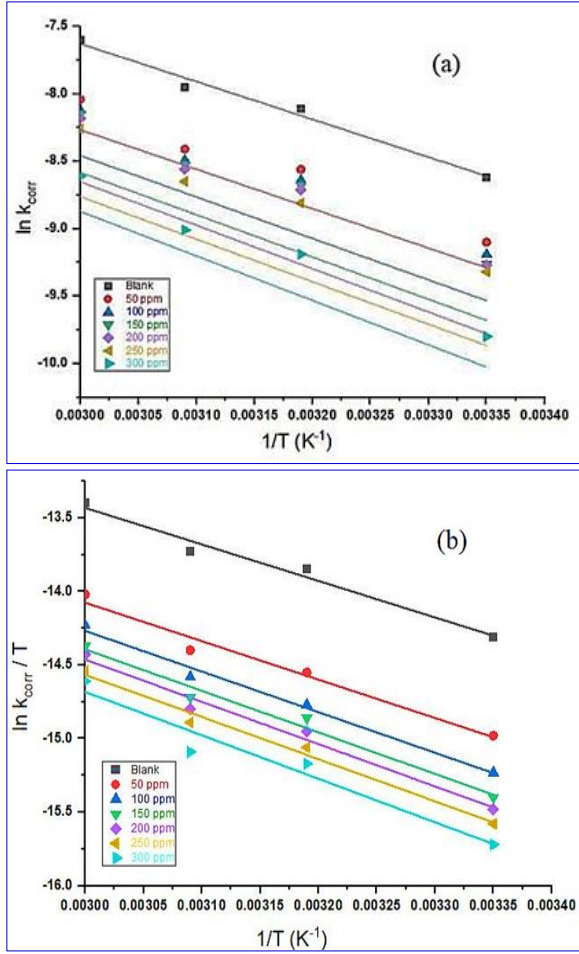 (a)
-7.5
-8.0
-8.5
-9.0
-9.5
-10.0
ln k_corr
Blank
50 ppm
100 ppm
150 ppm
200 ppm
250 ppm
300 ppm
0.00300 0.00305 0.00310 0.00315 0.00320 0.00325 0.00330 0.00335 0.00340
1/T (K⁻¹)
(b)
-13.5
-14.0
-14.5
-15.0
-15.5
-16.0
ln k_corr / T
Blank
50 ppm
100 ppm
150 ppm
200 ppm
250 ppm
300 ppm
0.00300 0.00305 0.00310 0.00315 0.00320 0.00325 0.00330 0.00335 0.00340
1/T (K⁻¹)